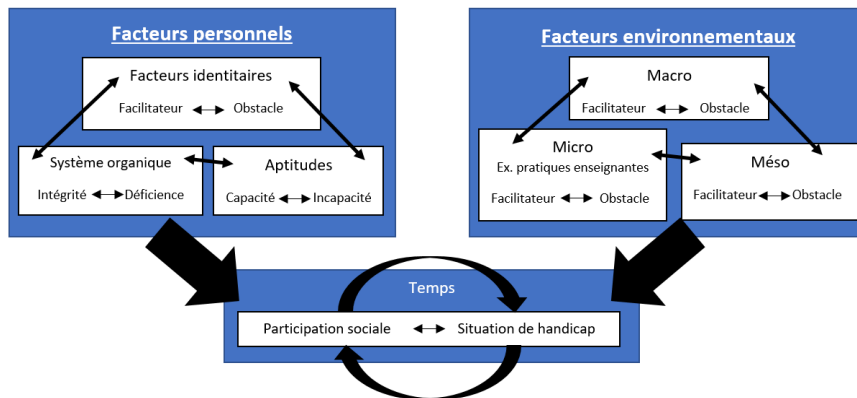 Facteurs personnels
Facteurs identitaires
Facilitateur Obstacle
Système organique
Intégrité Déficience
Aptitudes
Capacité Incapacité
Facteurs environnementaux
Macro
Facilitateur Obstacle
Micro
Ex. pratiques enseignantes
Facilitateur Obstacle
Méso
Facilitateur Obstacle
Temps
Participation sociale Situation de handicap